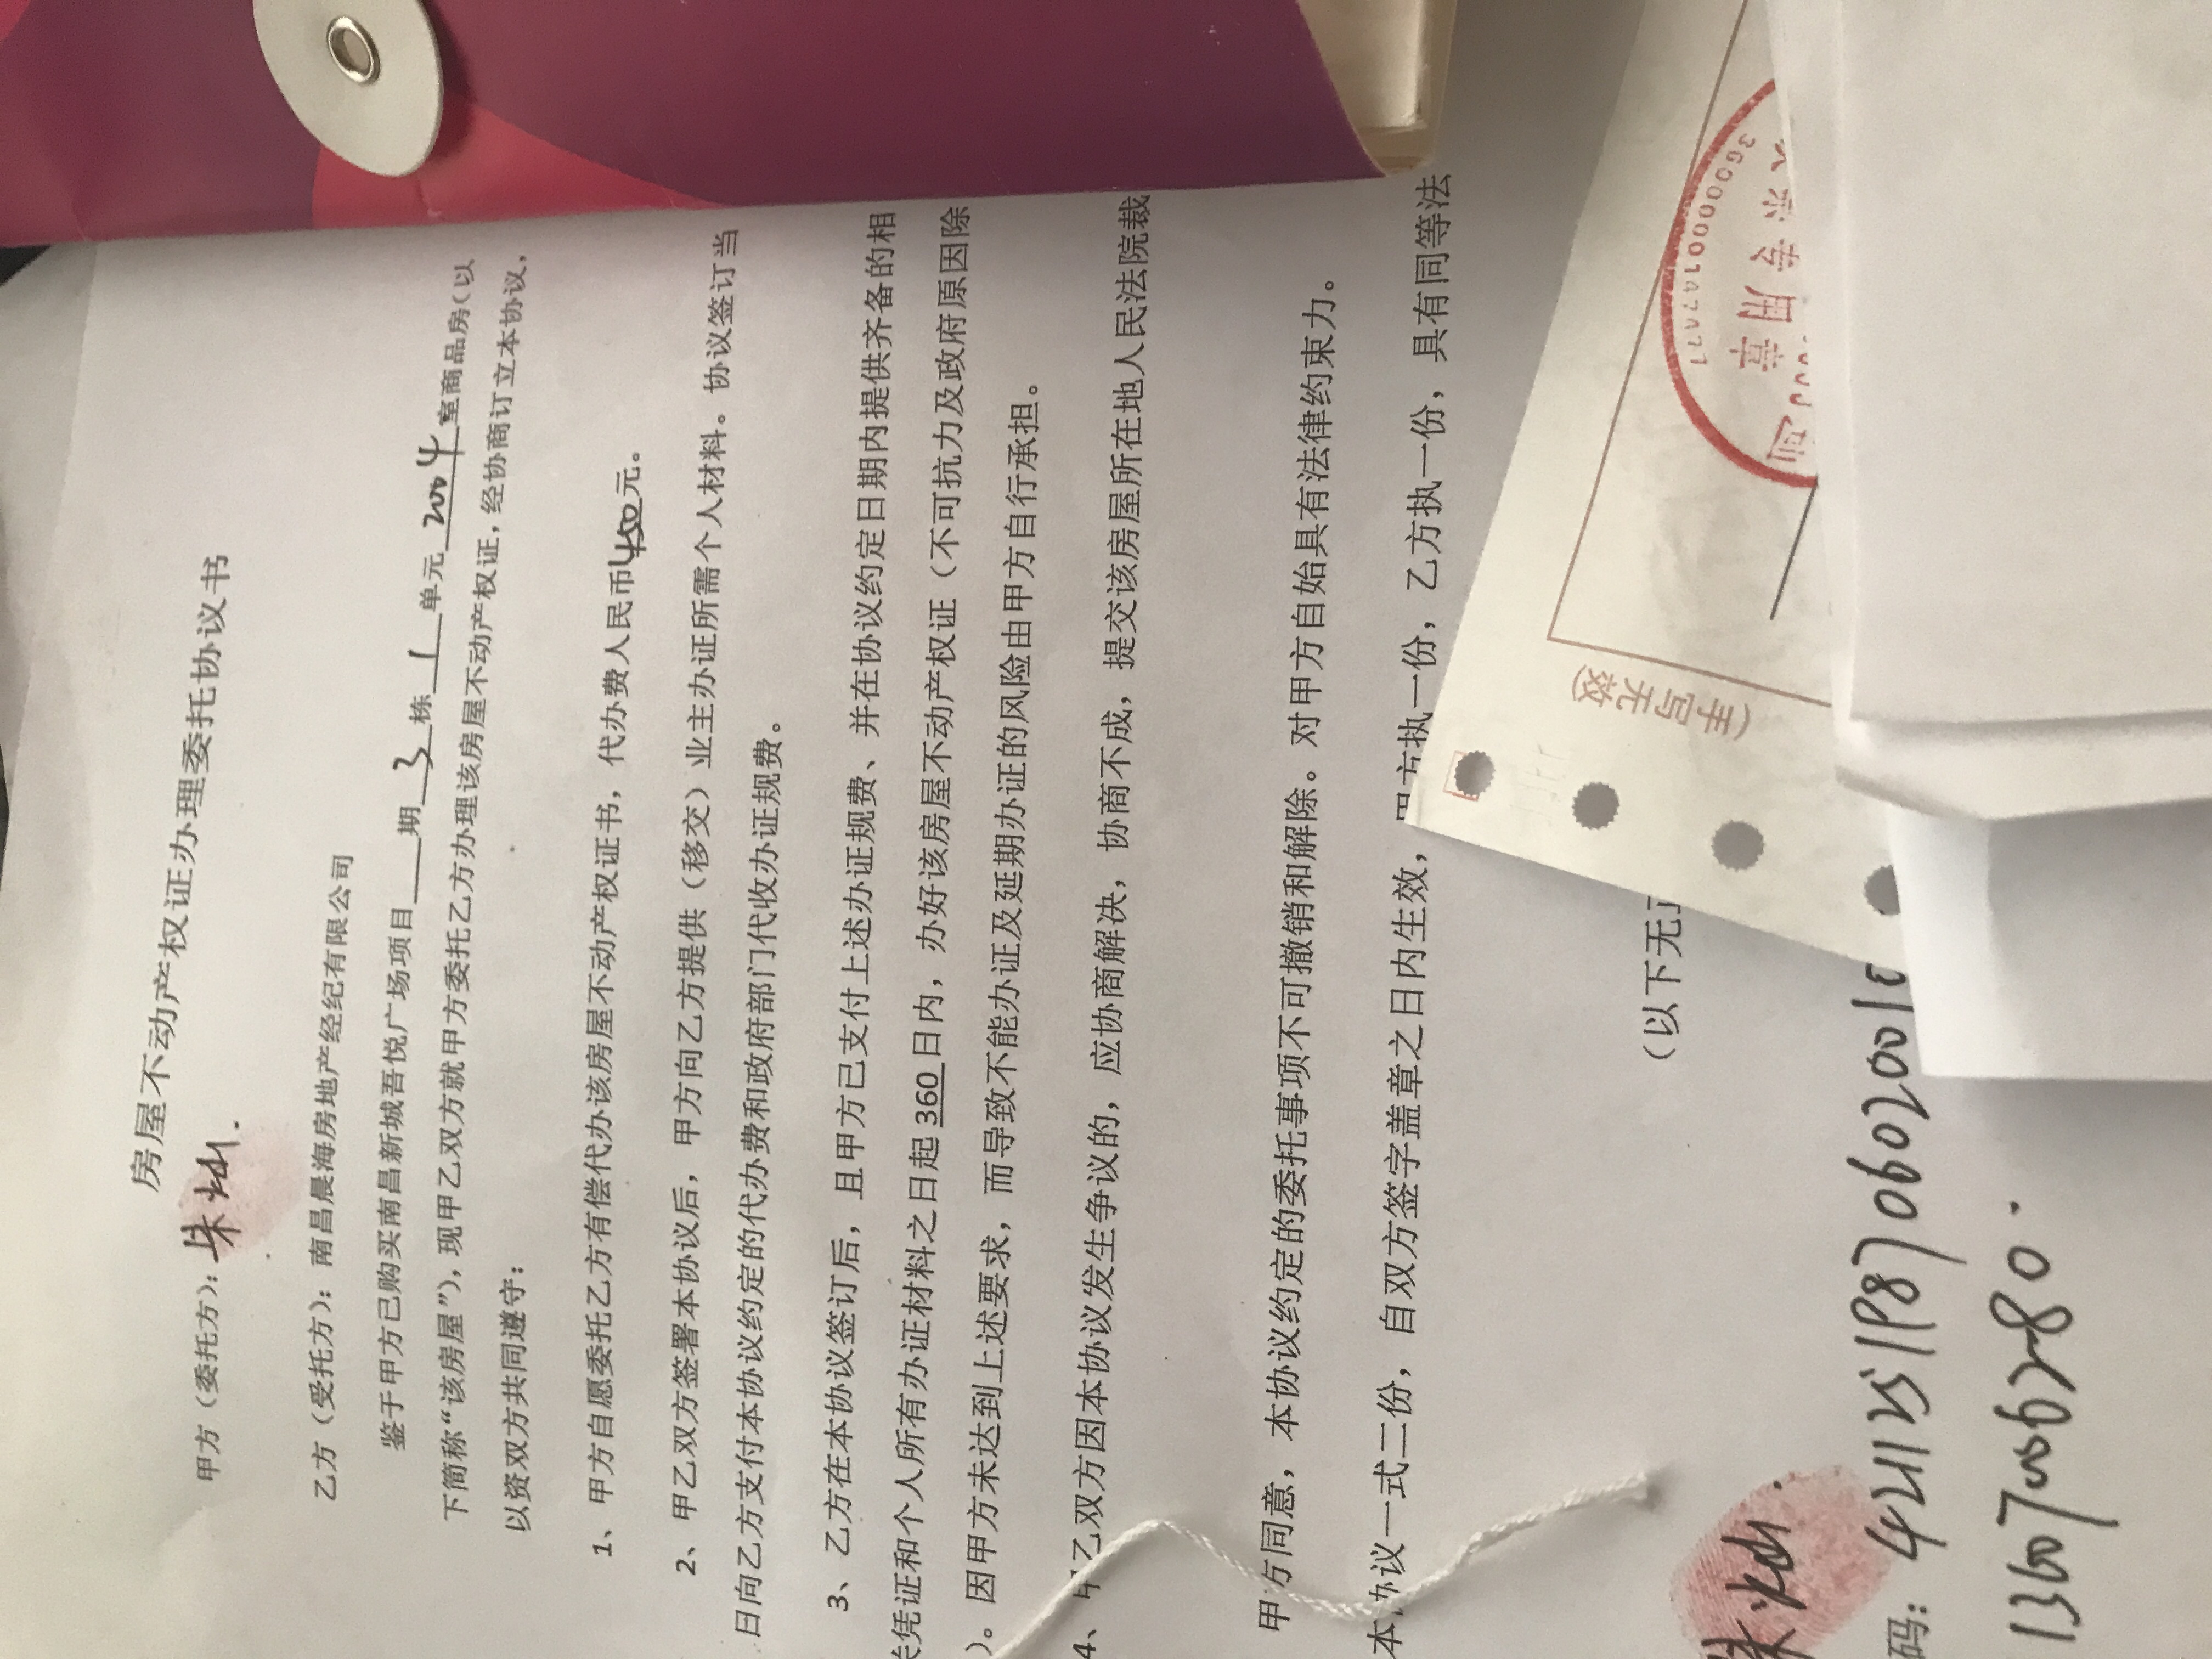 房屋不动产权证办理委托协议书
甲方（委托方）：朱灿.
乙方（受托方）：南昌晨海房地产经纪有限公司
鉴于甲方已购买南昌新城吾悦广场项目____期 3 栋 1 单元 2004 室商品房（以
下简称“该房屋”），现甲乙双方就甲方委托乙方办理该房屋不动产权证，经协商订立本协议，
以资双方共同遵守：
1、甲方自愿委托乙方有偿代办该房屋不动产权证书，代办费人民币450元。
2、甲乙双方签署本协议后，甲方向乙方提供（移交）业主办证所需个人材料。协议签订当
日向乙方支付本协议约定的代办费和政府部门代收办证规费。
3、乙方在本协议签订后，且甲方已支付上述办证规费、并在协议约定日期内提供齐备的相
关凭证和个人所有办证材料之日起 360 日内，办好该房屋不动产权证（不可抗力及政府原因除
）。因甲方未达到上述要求，而导致不能办证及延期办证的风险由甲方自行承担。
4、甲乙双方因本协议发生争议的，应协商解决，协商不成，提交该房屋所在地人民法院裁
甲方同意，本协议约定的委托事项不可撤销和解除。对甲方自始具有法律约束力。
本协议一式二份，自双方签字盖章之日内生效，甲方执一份，乙方执一份，具有同等法
（以下无正
朱灿.
码：42112519870602001
13607006280.
（手写无效）
3600000147471
专用章